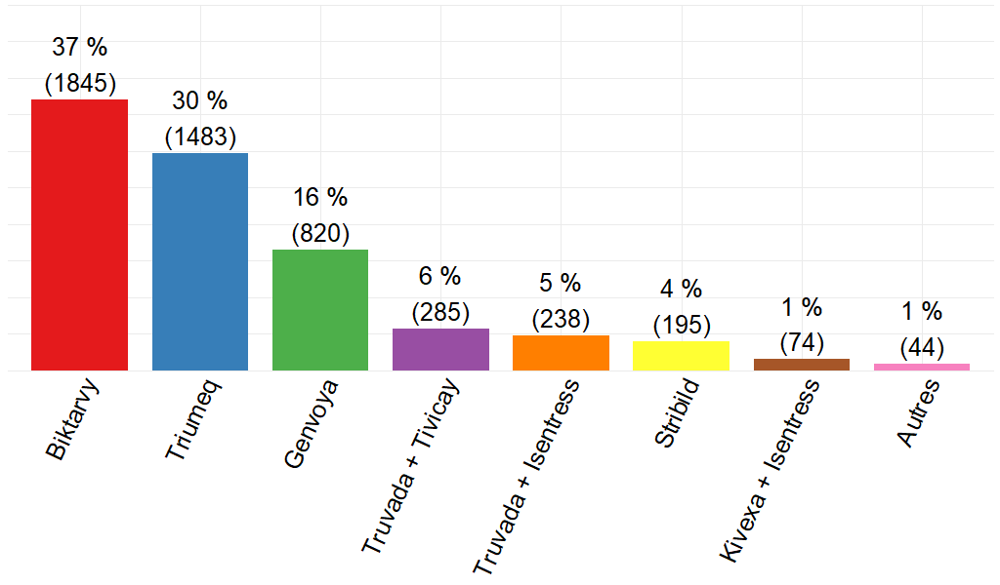 37 %
(1845)
30 %
(1483)
16 %
(820)
6 %
(285)
5 %
(238)
4 %
(195)
1 %
(74)
1 %
(44)
Biktarvy
Triumeq
Genvoya
Truvada + Tivicay
Truvada + Isentress
Stribild
Kivexa + Isentress
Autres